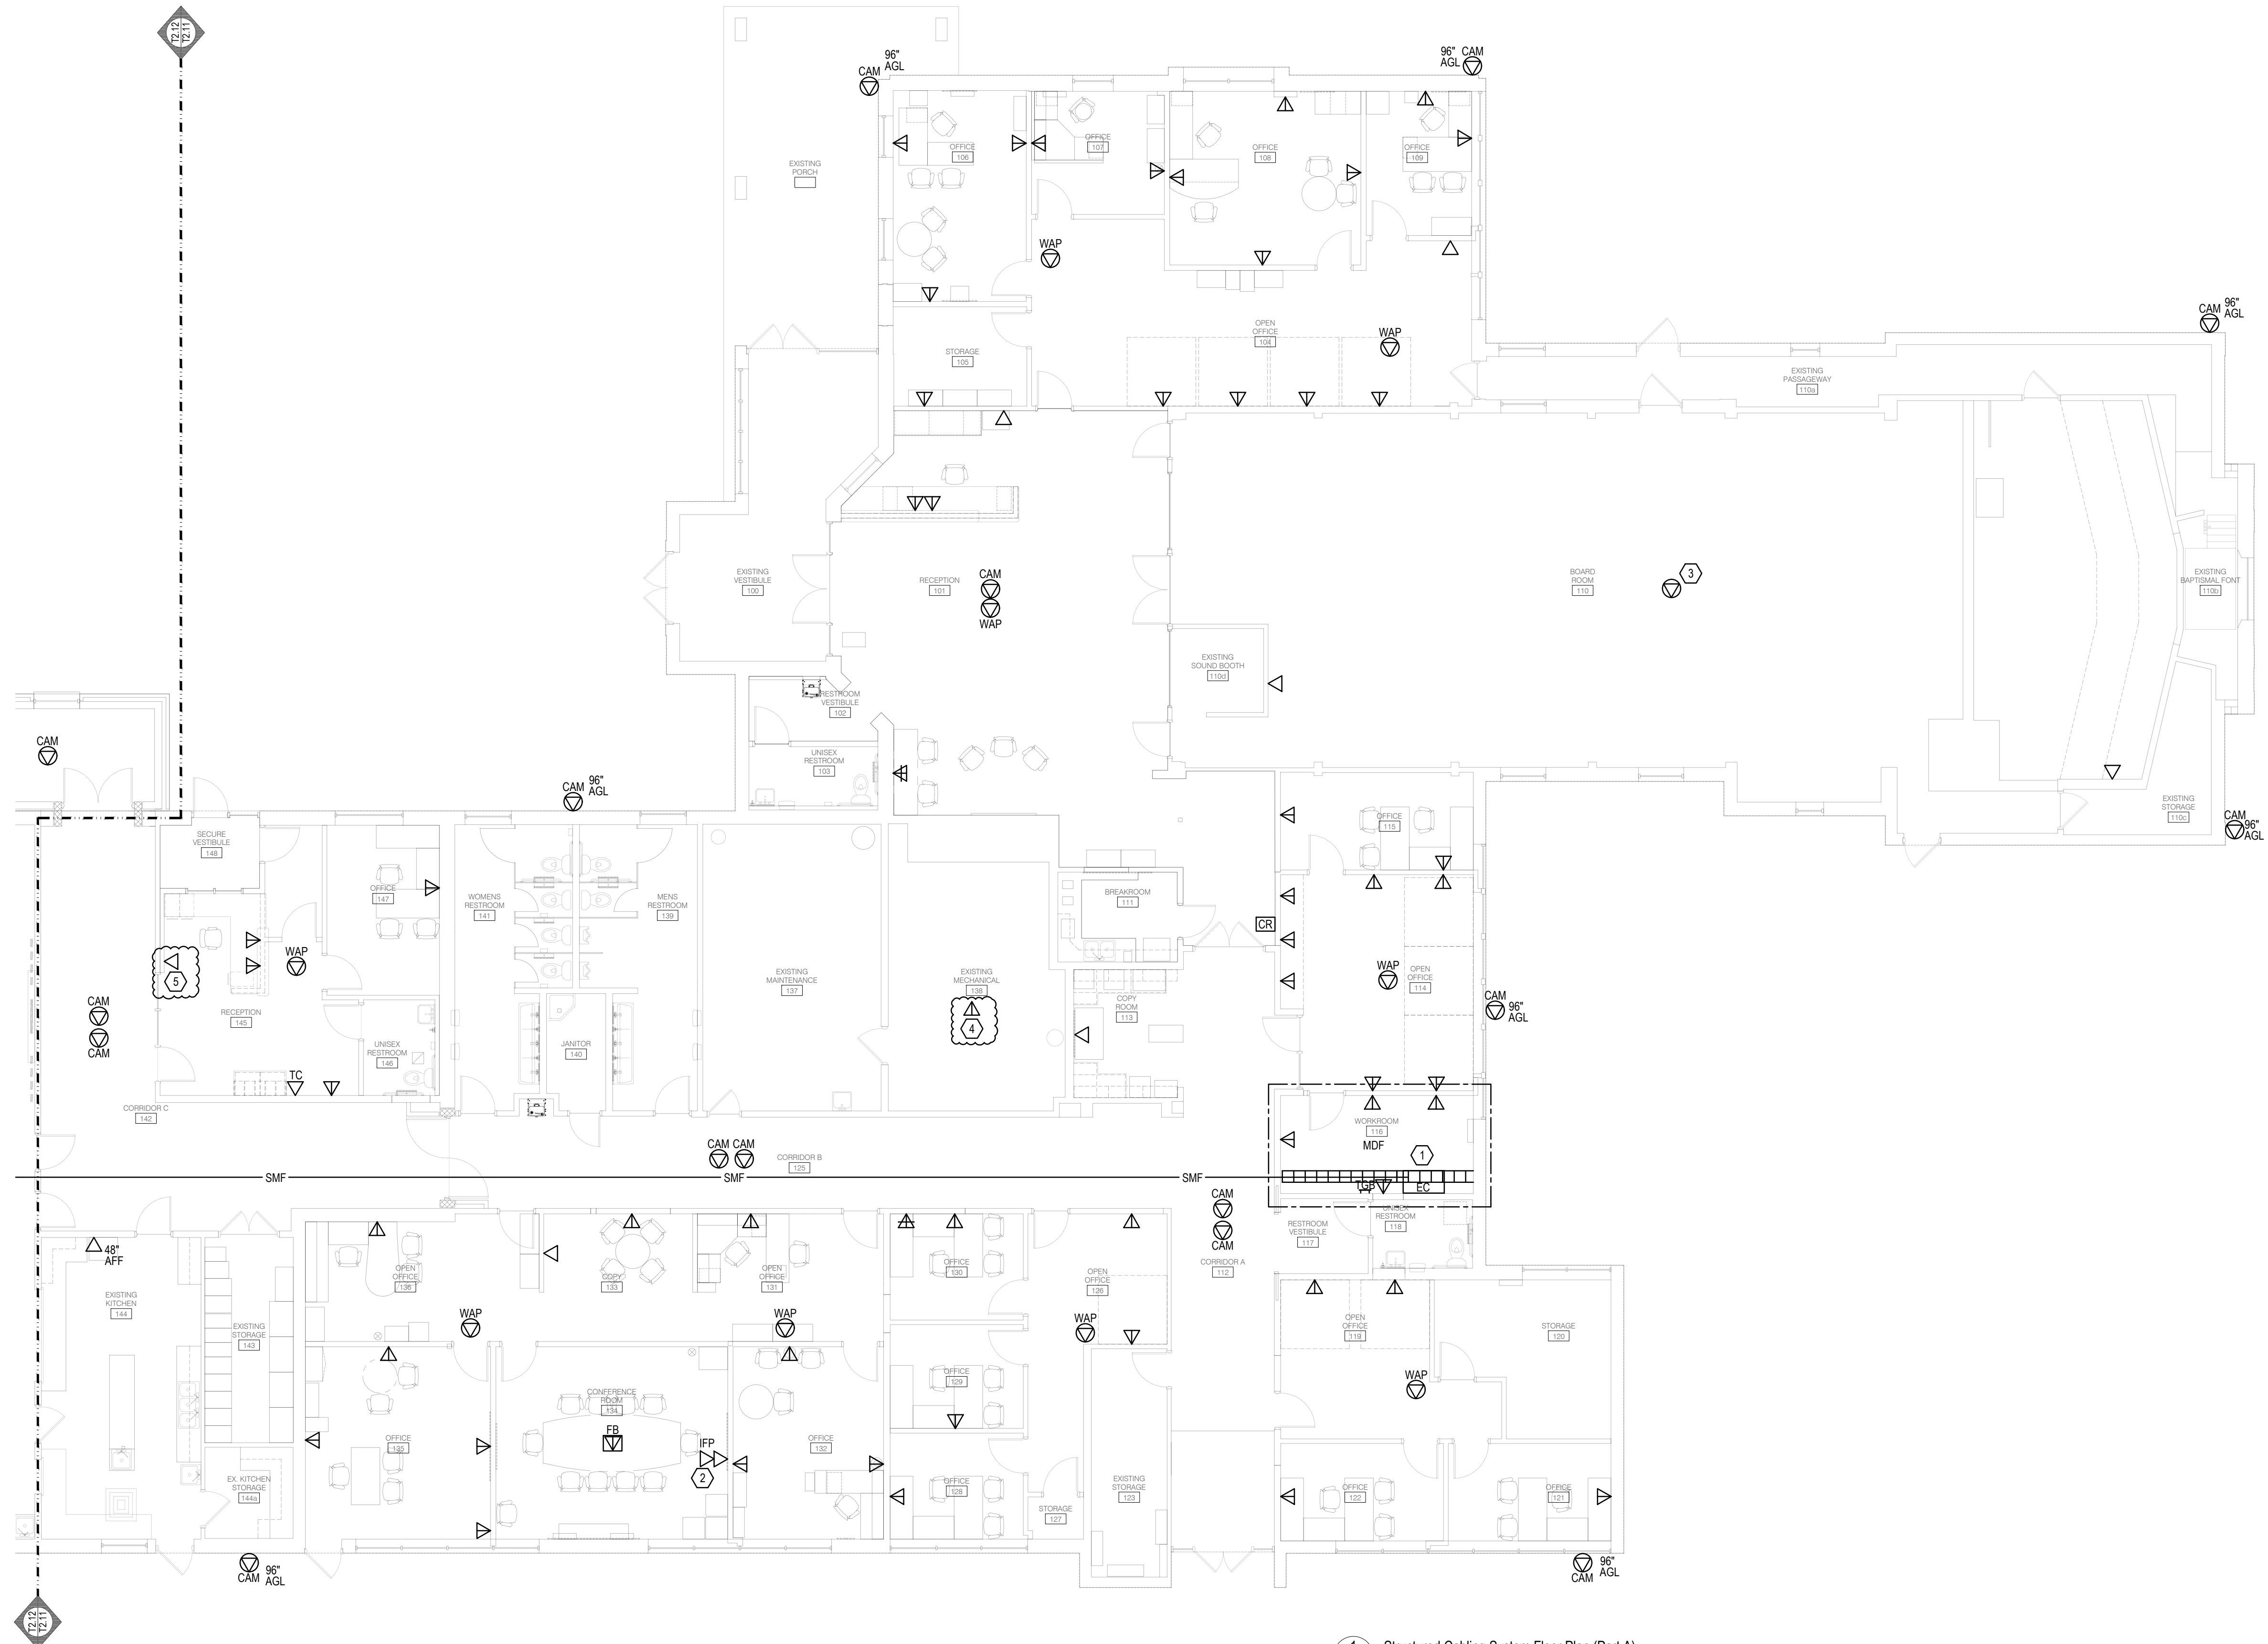 T2.12
T2.11
96"
AGL
CAM
96"
AGL
CAM
EXISTING
PORCH
OFFICE
106
OFFICE
107
OFFICE
108
OFFICE
109
WAP
OPEN
OFFICE
104
WAP
STORAGE
105
CAM
96"
AGL
EXISTING
PASSAGEWAY
110a
EXISTING
VESTIBULE
100
RECEPTION
101
CAM
WAP
BOARD
ROOM
110
3
EXISTING
BAPTISMAL FONT
110b
EXISTING
SOUND BOOTH
110d
RESTROOM
VESTIBULE
102
UNISEX
RESTROOM
103
CAM
CAM
96"
AGL
EXISTING
STORAGE
110c
CAM
96"
AGL
SECURE
VESTIBULE
148
OFFICE
147
WOMENS
RESTROOM
141
MENS
RESTROOM
139
BREAKROOM
111
OFFICE
115
CR
5
WAP
EXISTING
MAINTENANCE
137
EXISTING
MECHANICAL
138
4
COPY
ROOM
113
WAP
OPEN
OFFICE
114
CAM
96"
AGL
CAM
CAM
RECEPTION
145
UNISEX
RESTROOM
146
JANITOR
140
TC
CORRIDOR C
142
CAM CAM
CORRIDOR B
125
WORKROOM
116
MDF
1
SMF
SMF
SMF
TGB
EC
CAM
CAM
CORRIDOR A
112
RESTROOM
VESTIBULE
117
UNISEX
RESTROOM
118
48"
AFF
EXISTING
KITCHEN
144
EXISTING
STORAGE
143
OPEN
OFFICE
136
COPY
133
OPEN
OFFICE
131
OFFICE
130
OPEN
OFFICE
126
WAP
WAP
WAP
OPEN
OFFICE
119
STORAGE
120
WAP
OFFICE
129
CONFERENCE
ROOM
134
FB
IFP
2
OFFICE
135
OFFICE
132
EX. KITCHEN
STORAGE
144a
OFFICE
128
STORAGE
127
EXISTING
STORAGE
123
OFFICE
122
OFFICE
121
CAM
96"
AGL
CAM
96"
AGL
T2.12
T2.11
1
Structured Cabling System Floor Plan (Part A)